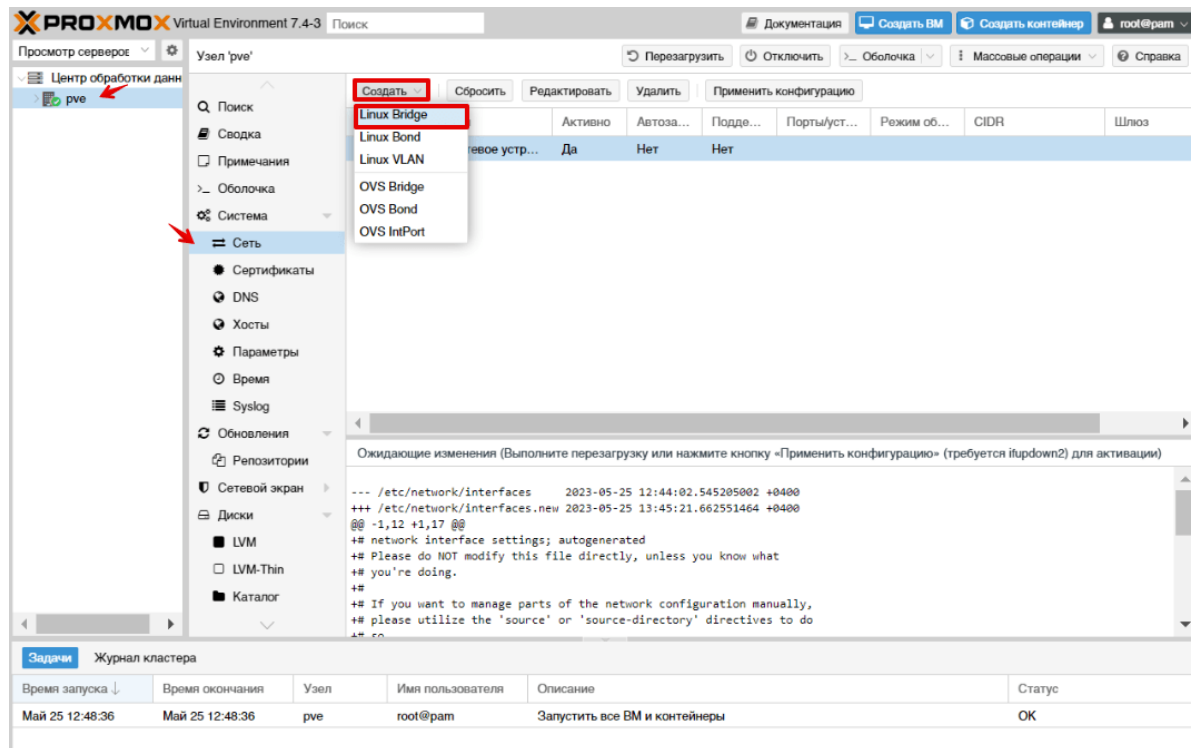 PROXMOX Virtual Environment 7.4-3 Поиск Документация Создать ВМ Создать контейнер root@pam
Просмотр серверов Узел 'pve' Перезагрузить Отключить >_ Оболочка Массовые операции Справка
Центр обработки данн
pve
Поиск
Сводка
Примечания
>_ Оболочка
Система
Сеть
Сертификаты
DNS
Хосты
Параметры
Время
Syslog
Обновления
Репозитории
Сетевой экран
Диски
LVM
LVM-Thin
Каталог
Создать Сбросить Редактировать Удалить Применить конфигурацию
Linux Bridge
Linux Bond
Linux VLAN
OVS Bridge
OVS Bond
OVS IntPort
Активно Автоза... Подде... Порты/уст... Режим об... CIDR Шлюз
тевое устр... Да Нет Нет
Ожидающие изменения (Выполните перезагрузку или нажмите кнопку «Применить конфигурацию» (требуется ifupdown2) для активации)
--- /etc/network/interfaces 2023-05-25 12:44:02.545205002 +0400
+++ /etc/network/interfaces.new 2023-05-25 13:45:21.662551464 +0400
@@ -1,12 +1,17 @@
+# network interface settings; autogenerated
+# Please do NOT modify this file directly, unless you know what
+# you're doing.
+#
+# If you want to manage parts of the network configuration manually,
+# please utilize the 'source' or 'source-directory' directives to do
+# so
Задачи Журнал кластера
Время запуска ↓ Время окончания Узел Имя пользователя Описание Статус
Май 25 12:48:36 Май 25 12:48:36 pve root@pam Запустить все ВМ и контейнеры OK